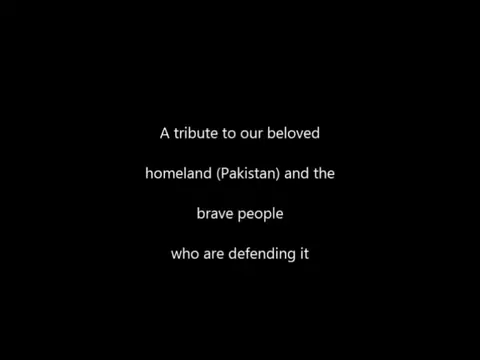 A tribute to our beloved
homeland (Pakistan) and the
brave people
who are defending it